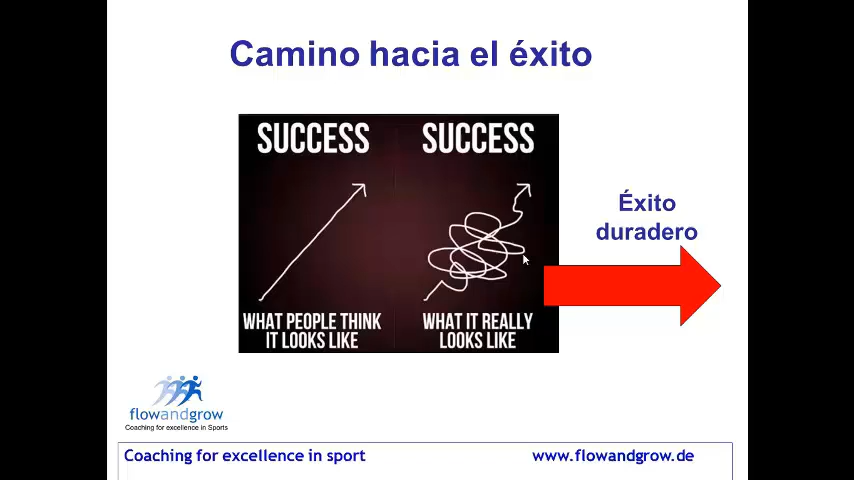 Camino hacia el éxito
SUCCESS
WHAT PEOPLE THINK
IT LOOKS LIKE
SUCCESS
WHAT IT REALLY
LOOKS LIKE
Éxito
duradero
flowandgrow
Coaching for excellence in Sports
Coaching for excellence in sport
www.flowandgrow.de